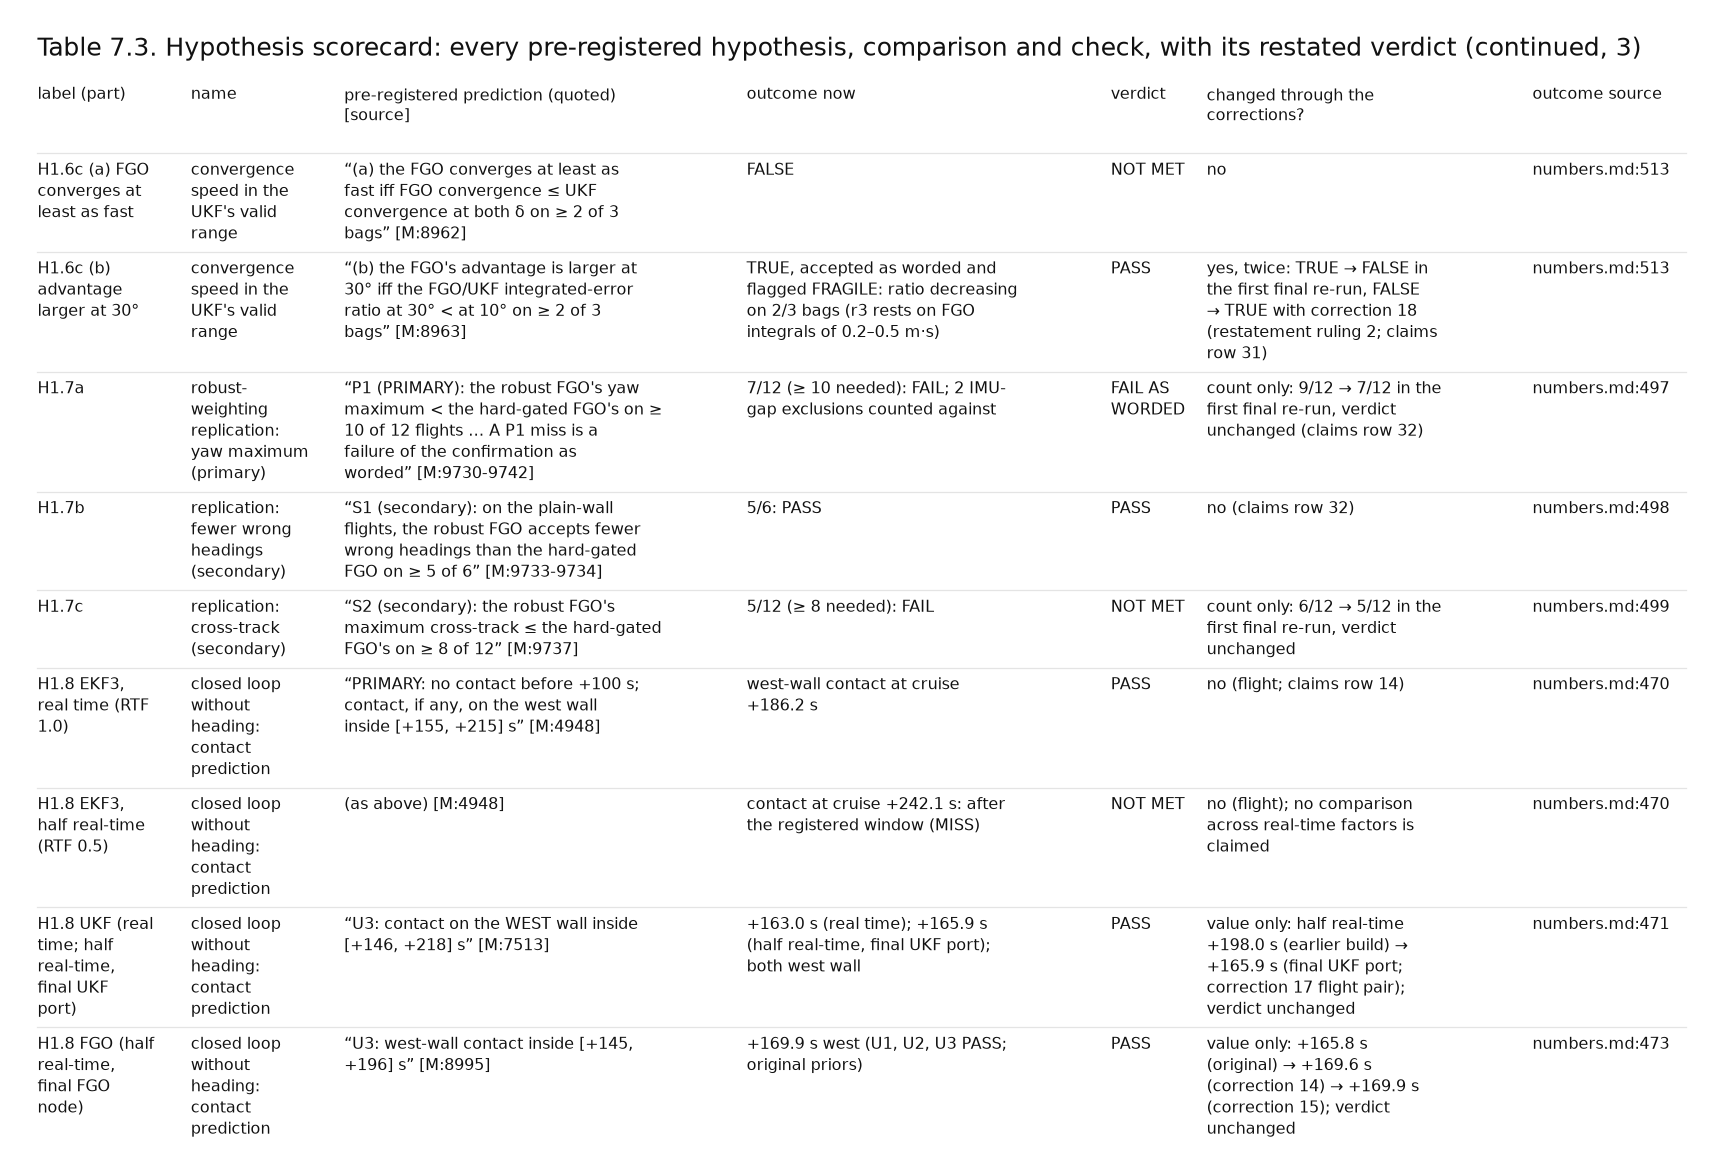 Table 7.3. Hypothesis scorecard: every pre-registered hypothesis, comparison and check, with its restated verdict (continued, 3)
label (part)
name
pre-registered prediction (quoted)
[source]
outcome now
verdict
changed through the
corrections?
outcome source
H1.6c (a) FGO
converges at
least as fast
convergence
speed in the
UKF's valid
range
“(a) the FGO converges at least as
fast iff FGO convergence ≤ UKF
convergence at both δ on ≥ 2 of 3
bags” [M:8962]
FALSE
NOT MET
no
numbers.md:513
H1.6c (b)
advantage
larger at 30°
convergence
speed in the
UKF's valid
range
“(b) the FGO's advantage is larger at
30° iff the FGO/UKF integrated-error
ratio at 30° < at 10° on ≥ 2 of 3
bags” [M:8963]
TRUE, accepted as worded and
flagged FRAGILE: ratio decreasing
on 2/3 bags (r3 rests on FGO
integrals of 0.2–0.5 m·s)
PASS
yes, twice: TRUE → FALSE in
the first final re-run, FALSE
→ TRUE with correction 18
(restatement ruling 2; claims
row 31)
numbers.md:513
H1.7a
robust-
weighting
replication:
yaw maximum
(primary)
“P1 (PRIMARY): the robust FGO's yaw
maximum < the hard-gated FGO's on ≥
10 of 12 flights … A P1 miss is a
failure of the confirmation as
worded” [M:9730-9742]
7/12 (≥ 10 needed): FAIL; 2 IMU-
gap exclusions counted against
FAIL AS
WORDED
count only: 9/12 → 7/12 in the
first final re-run, verdict
unchanged (claims row 32)
numbers.md:497
H1.7b
replication:
fewer wrong
headings
(secondary)
“S1 (secondary): on the plain-wall
flights, the robust FGO accepts fewer
wrong headings than the hard-gated
FGO on ≥ 5 of 6” [M:9733-9734]
5/6: PASS
PASS
no (claims row 32)
numbers.md:498
H1.7c
replication:
cross-track
(secondary)
“S2 (secondary): the robust FGO's
maximum cross-track ≤ the hard-gated
FGO's on ≥ 8 of 12” [M:9737]
5/12 (≥ 8 needed): FAIL
NOT MET
count only: 6/12 → 5/12 in the
first final re-run, verdict
unchanged
numbers.md:499
H1.8 EKF3,
real time (RTF
1.0)
closed loop
without
heading:
contact
prediction
“PRIMARY: no contact before +100 s;
contact, if any, on the west wall
inside [+155, +215] s” [M:4948]
west-wall contact at cruise
+186.2 s
PASS
no (flight; claims row 14)
numbers.md:470
H1.8 EKF3,
half real-time
(RTF 0.5)
closed loop
without
heading:
contact
prediction
(as above) [M:4948]
contact at cruise +242.1 s: after
the registered window (MISS)
NOT MET
no (flight); no comparison
across real-time factors is
claimed
numbers.md:470
H1.8 UKF (real
time; half
real-time,
final UKF
port)
closed loop
without
heading:
contact
prediction
“U3: contact on the WEST wall inside
[+146, +218] s” [M:7513]
+163.0 s (real time); +165.9 s
(half real-time, final UKF port);
both west wall
PASS
value only: half real-time
+198.0 s (earlier build) →
+165.9 s (final UKF port;
correction 17 flight pair);
verdict unchanged
numbers.md:471
H1.8 FGO (half
real-time,
final FGO
node)
closed loop
without
heading:
contact
prediction
“U3: west-wall contact inside [+145,
+196] s” [M:8995]
+169.9 s west (U1, U2, U3 PASS;
original priors)
PASS
value only: +165.8 s
(original) → +169.6 s
(correction 14) → +169.9 s
(correction 15); verdict
unchanged
numbers.md:473